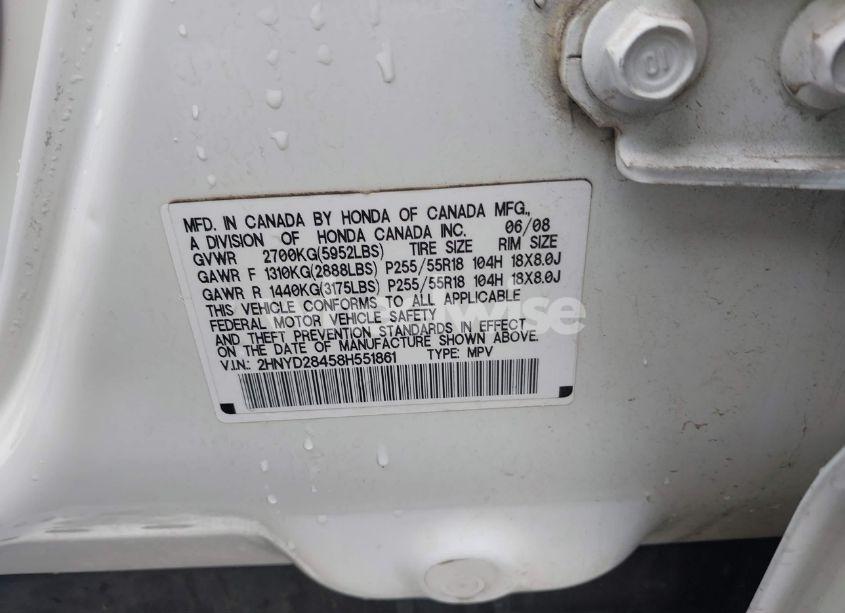 MFD. IN CANADA BY HONDA OF CANADA MFG.,
A DIVISION OF HONDA CANADA INC. 06/08
GVWR 2700KG(5952LBS) TIRE SIZE RIM SIZE
GAWR F 1310KG(2888LBS) P255/55R18 104H 18X8.0J
GAWR R 1440KG(3175LBS) P255/55R18 104H 18X8.0J
THIS VEHICLE CONFORMS TO ALL APPLICABLE
FEDERAL MOTOR VEHICLE SAFETY
AND THEFT PREVENTION STANDARDS IN EFFECT
ON THE DATE OF MANUFACTURE SHOWN ABOVE.
V.I.N.: 2HNYD28458H551861 TYPE: MPV